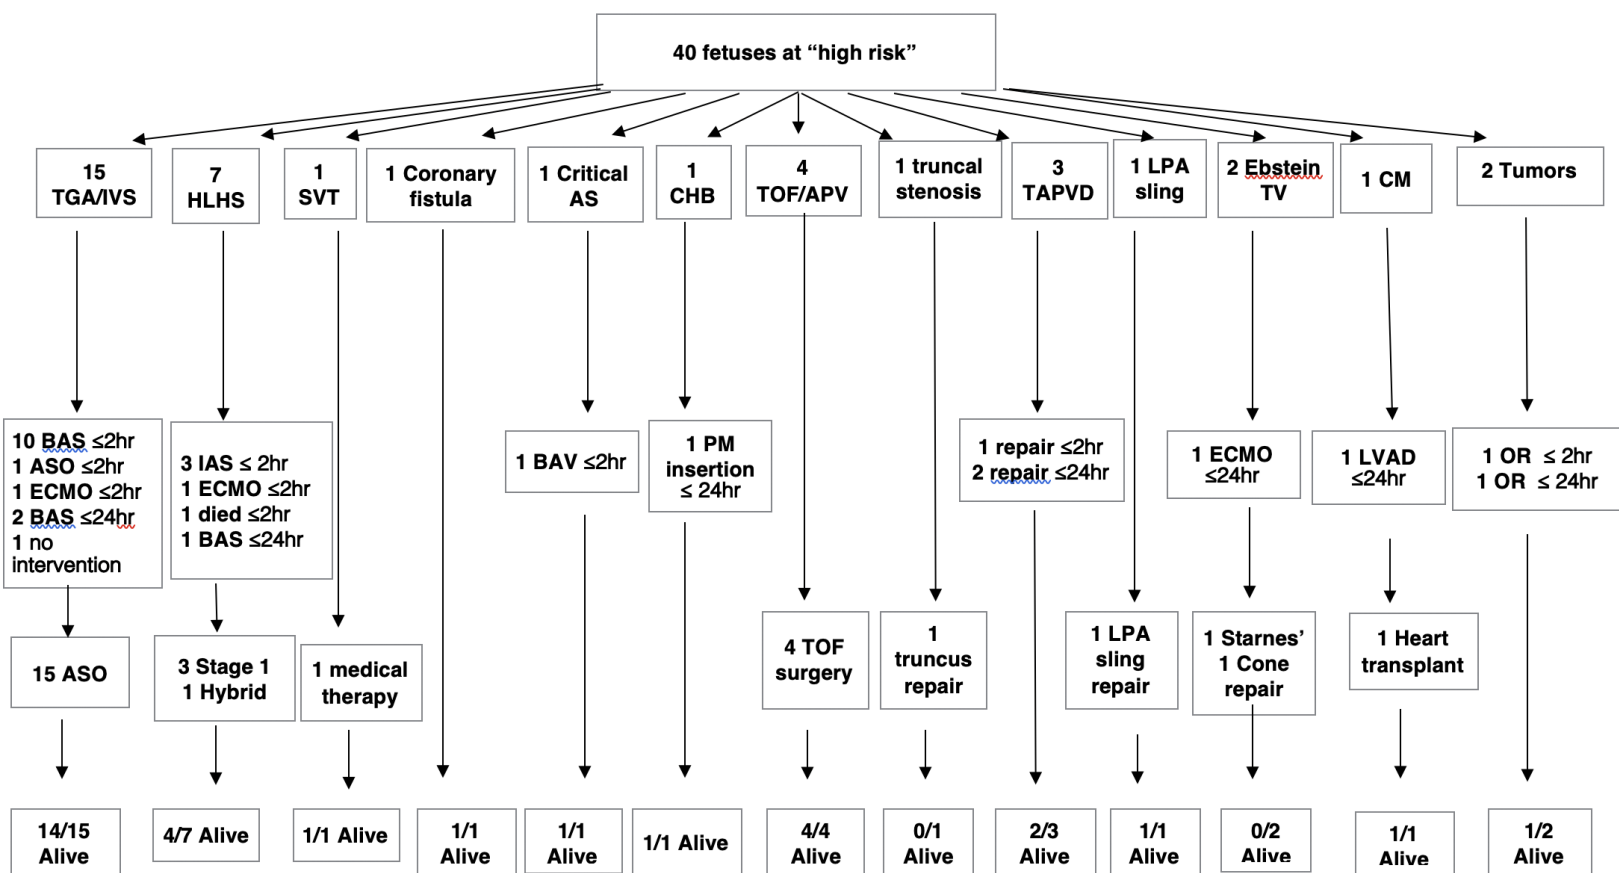 40 fetuses at “high risk”
15
TGA/IVS
7
HLHS
1
SVT
1 Coronary
fistula
1 Critical
AS
1
CHB
4
TOF/APV
1 truncal
stenosis
3
TAPVD
1 LPA
sling
2 Ebstein
TV
1 CM
2 Tumors
10 BAS ≤2hr
1 ASO ≤2hr
1 ECMO ≤2hr
2 BAS ≤24hr
1 no
intervention
3 IAS ≤ 2hr
1 ECMO ≤2hr
1 died ≤2hr
1 BAS ≤24hr
1 BAV ≤2hr
1 PM
insertion
≤ 24hr
1 repair ≤2hr
2 repair ≤24hr
1 ECMO
≤24hr
1 LVAD
≤24hr
1 OR ≤ 2hr
1 OR ≤ 24hr
15 ASO
3 Stage 1
1 Hybrid
1 medical
therapy
4 TOF
surgery
1
truncus
repair
1 LPA
sling
repair
1 Starnes’
1 Cone
repair
1 Heart
transplant
14/15
Alive
4/7 Alive
1/1 Alive
1/1
Alive
1/1
Alive
1/1 Alive
4/4
Alive
0/1
Alive
2/3
Alive
1/1
Alive
0/2
Alive
1/1
Alive
1/2
Alive